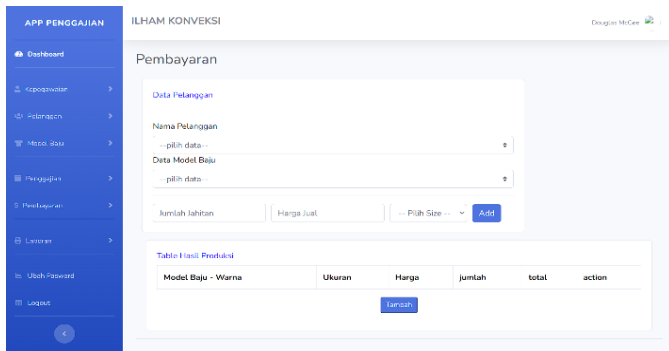 APP PENGGAJIAN
ILHAM KONVEKSI
Douglas McGee
Dashboard
Pembayaran
Kepegawaian
Data Pelanggan
Pelanggan
Nama Pelanggan
--pilih data--
Model Baju
Data Model Baju
--pilih data--
Penggajian
Pembayaran
Jumlah Jahitan
Harga Jual
-- Pilih Size --
Add
Laporan
Table Hasil Produksi
Model Baju - Warna
Ukuran
Harga
jumlah
total
action
Ubah Pasword
Logout